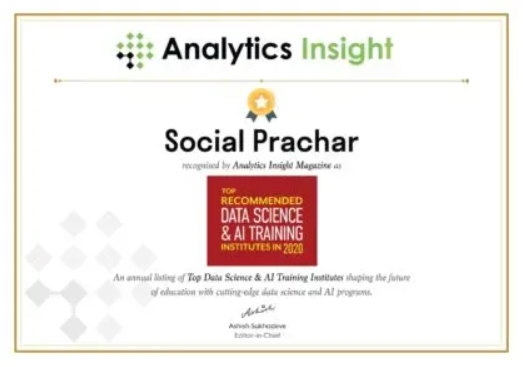 Analytics Insight
Social Prachar
recognised by Analytics Insight Magazine as
TOP
RECOMMENDED
DATA SCIENCE
& AI TRAINING
INSTITUTES IN 2020
An annual listing of Top Data Science & AI Training Institutes shaping the future
of education with cutting-edge data science and AI programs.
Ashish Sukhadeve
Editor-in-Chief